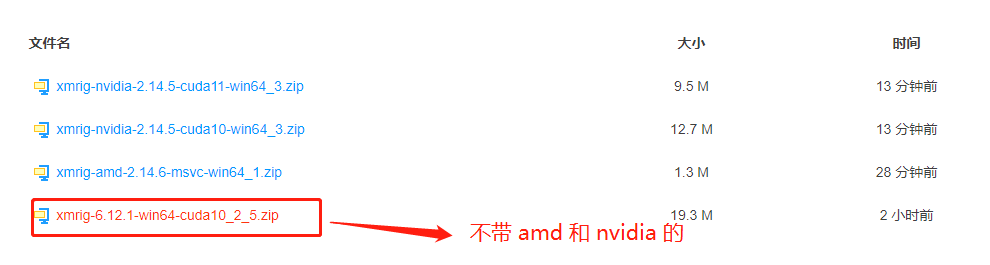 文件名 大小 时间
xmrig-nvidia-2.14.5-cuda11-win64_3.zip 9.5 M 13 分钟前
xmrig-nvidia-2.14.5-cuda10-win64_3.zip 12.7 M 13 分钟前
xmrig-amd-2.14.6-msvc-win64_1.zip 1.3 M 28 分钟前
xmrig-6.12.1-win64-cuda10_2_5.zip 19.3 M 2 小时前
不带 amd 和 nvidia 的